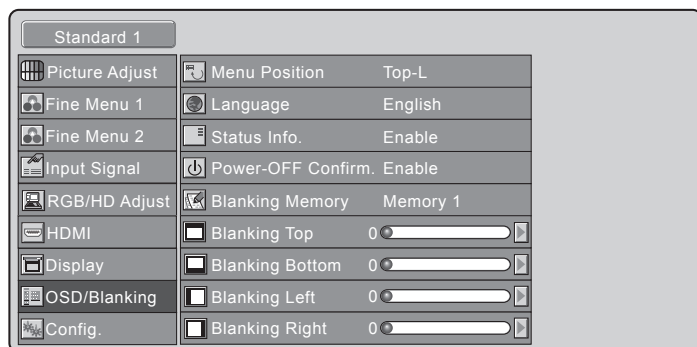 Standard 1
Picture Adjust
Fine Menu 1
Fine Menu 2
Input Signal
RGB/HD Adjust
HDMI
Display
OSD/Blanking
Config.
Menu Position Top-L
Language English
Status Info. Enable
Power-OFF Confirm. Enable
Blanking Memory Memory 1
Blanking Top 0
Blanking Bottom 0
Blanking Left 0
Blanking Right 0